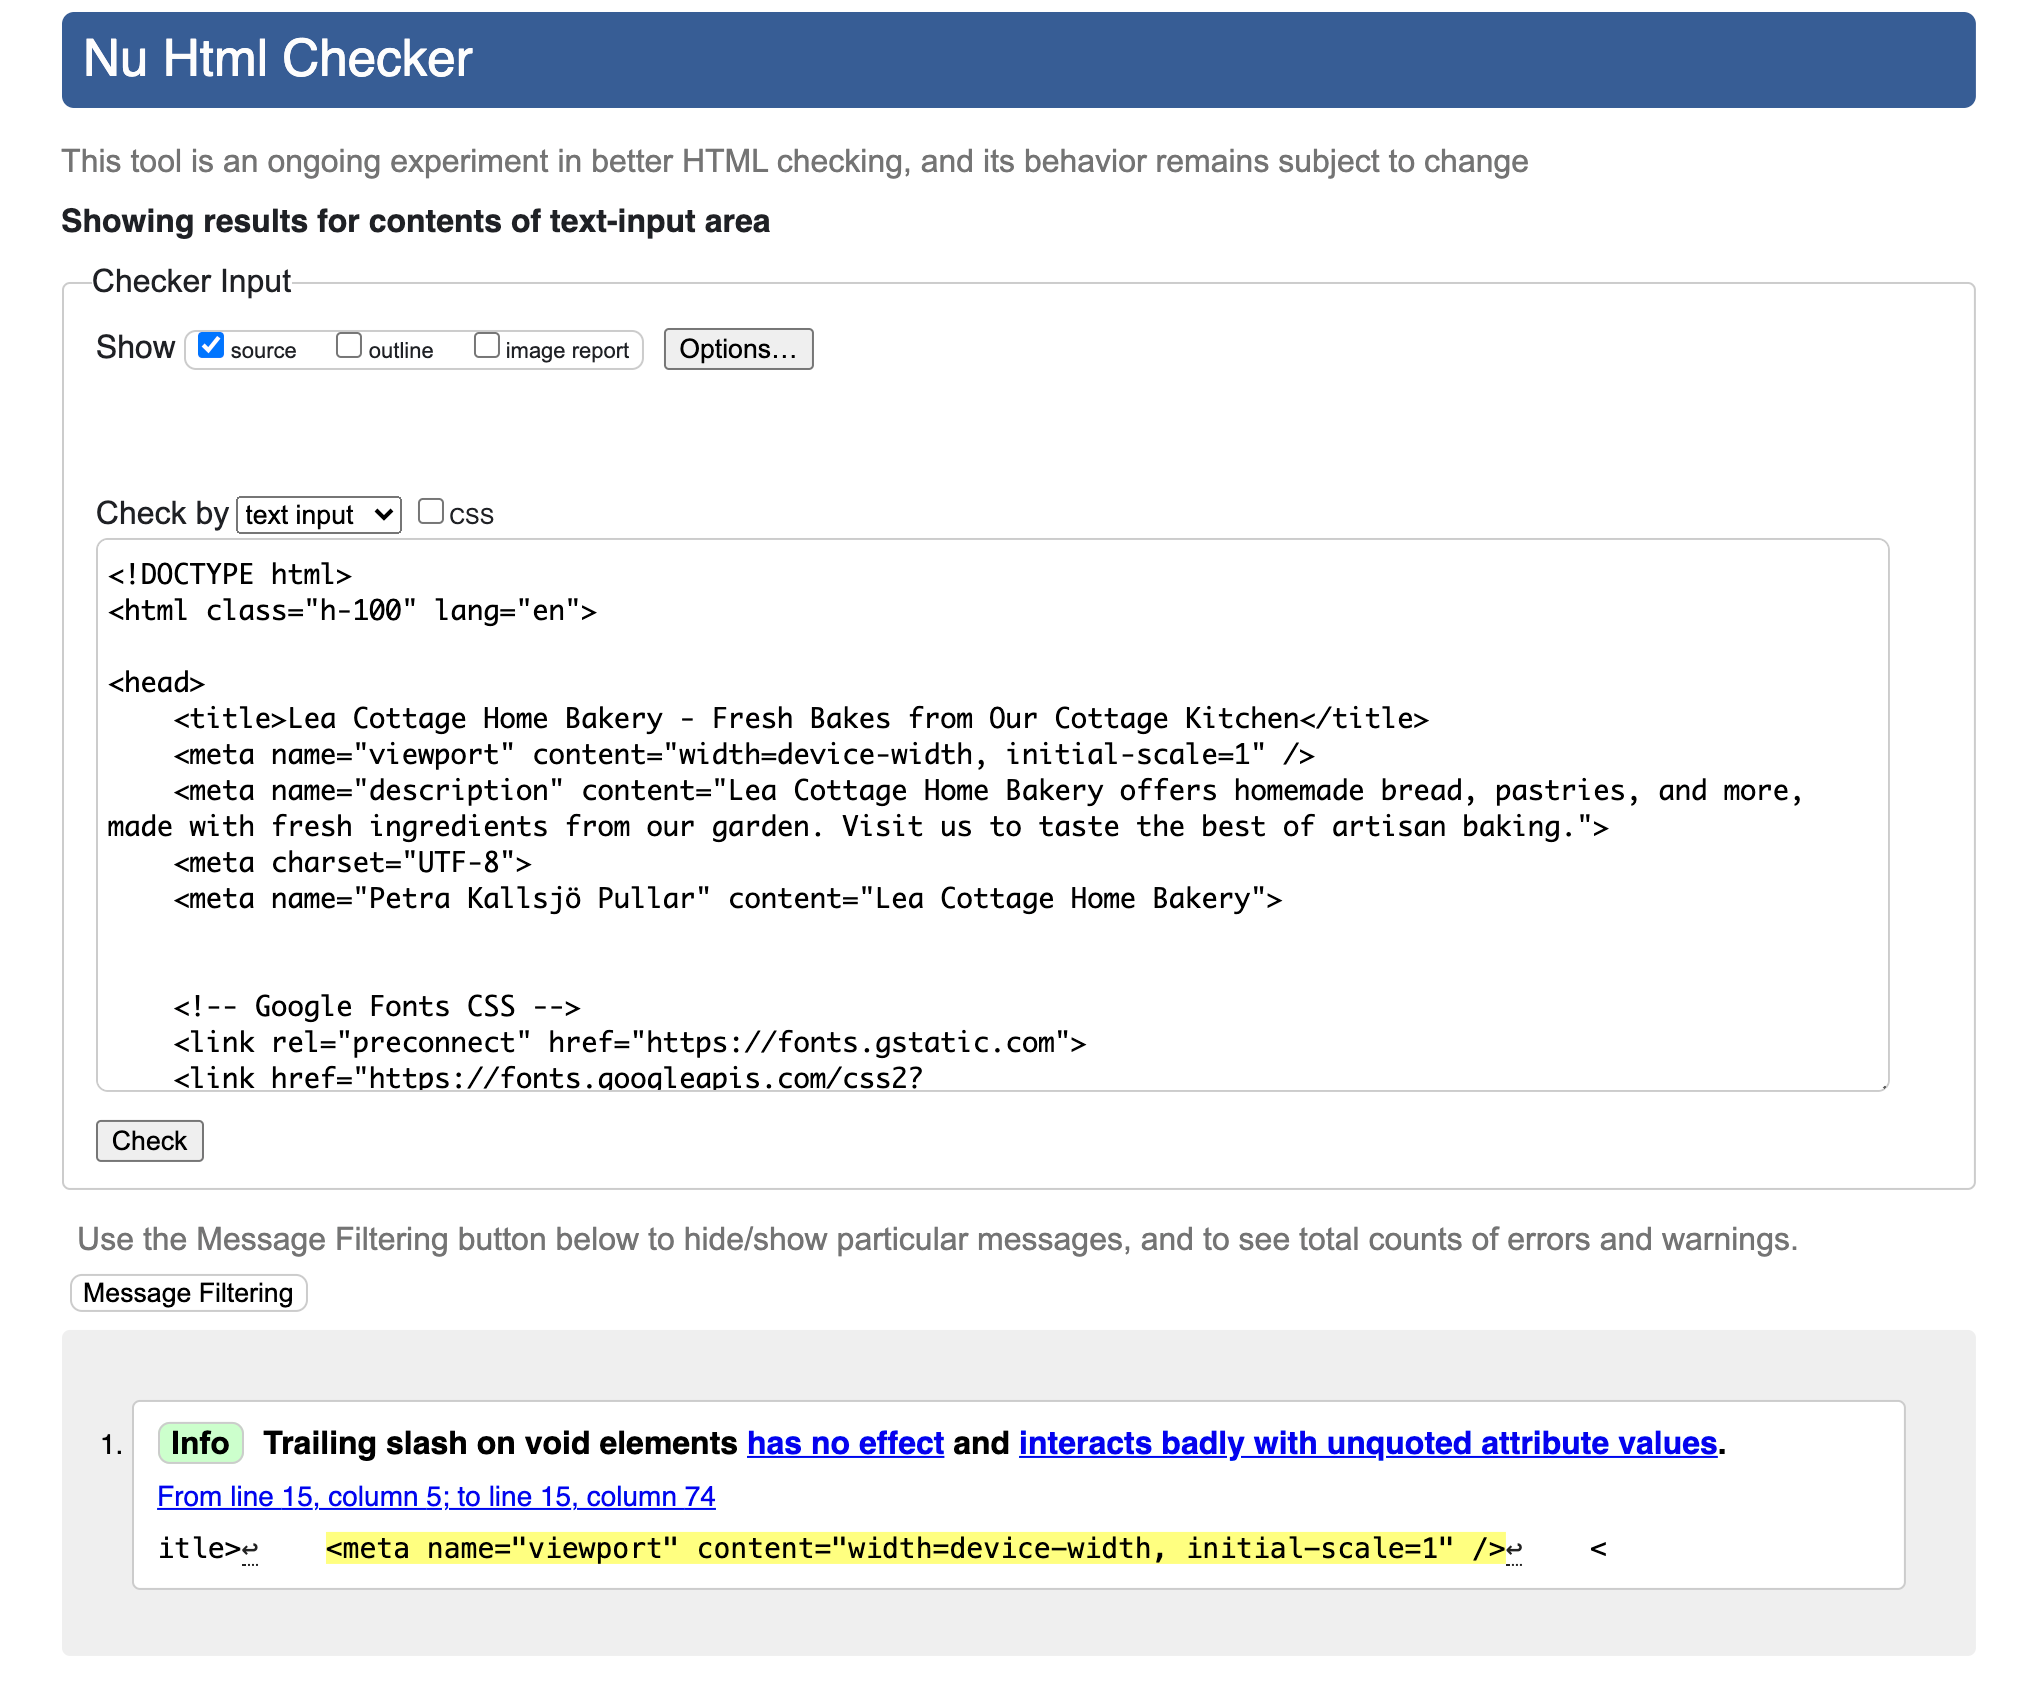 Nu Html Checker
This tool is an ongoing experiment in better HTML checking, and its behavior remains subject to change
Showing results for contents of text-input area
Checker Input
Show source outline image report Options...
Check by text input CSS
<!DOCTYPE html>
<html class="h-100" lang="en">
<head>
    <title>Lea Cottage Home Bakery - Fresh Bakes from Our Cottage Kitchen</title>
    <meta name="viewport" content="width=device-width, initial-scale=1" />
    <meta name="description" content="Lea Cottage Home Bakery offers homemade bread, pastries, and more,
made with fresh ingredients from our garden. Visit us to taste the best of artisan baking.">
    <meta charset="UTF-8">
    <meta name="Petra Kallsjö Pullar" content="Lea Cottage Home Bakery">
    <!-- Google Fonts CSS -->
    <link rel="preconnect" href="https://fonts.gstatic.com">
    <link href="https://fonts.googleapis.com/css2?
Check
Use the Message Filtering button below to hide/show particular messages, and to see total counts of errors and warnings.
Message Filtering
1. Info Trailing slash on void elements has no effect and interacts badly with unquoted attribute values.
From line 15, column 5; to line 15, column 74
itle>↩    <meta name="viewport" content="width=device-width, initial-scale=1" />↩    <